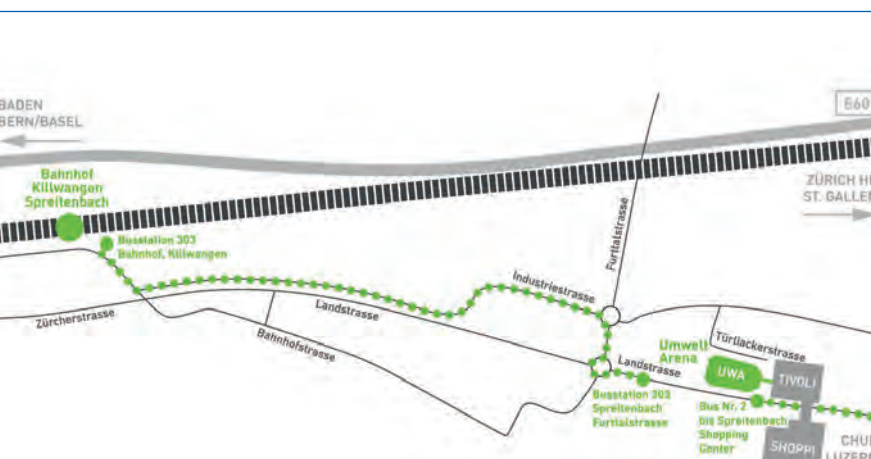 BADEN
BERN/BASEL
E60
Bahnhof
Killwangen
Spreitenbach
ZÜRICH
ST. GALLEN
Busstation 303
Bahnhof, Killwangen
Furttalstrasse
Industriestrasse
Zürcherstrasse
Landstrasse
Bahnhofstrasse
Türliackerstrasse
Umwelt
Arena
UWA
TIVOLI
Landstrasse
Busstation 303
Spreitenbach
Furttalstrasse
Bus Nr. 2
bis Spreitenbach
Shopping
Center
SHOPPI